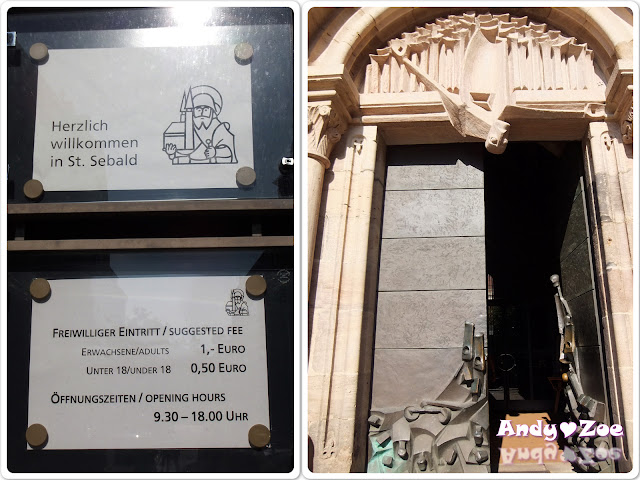 Herzlich
willkommen
in St. Sebald
FREIWILLIGER EINTRITT / SUGGESTED FEE
ERWACHSENE/ADULTS 1,- EURO
UNTER 18/UNDER 18 0,50 EURO
ÖFFNUNGSZEITEN / OPENING HOURS
9.30 – 18.00 UHR
Andy♥Zoe